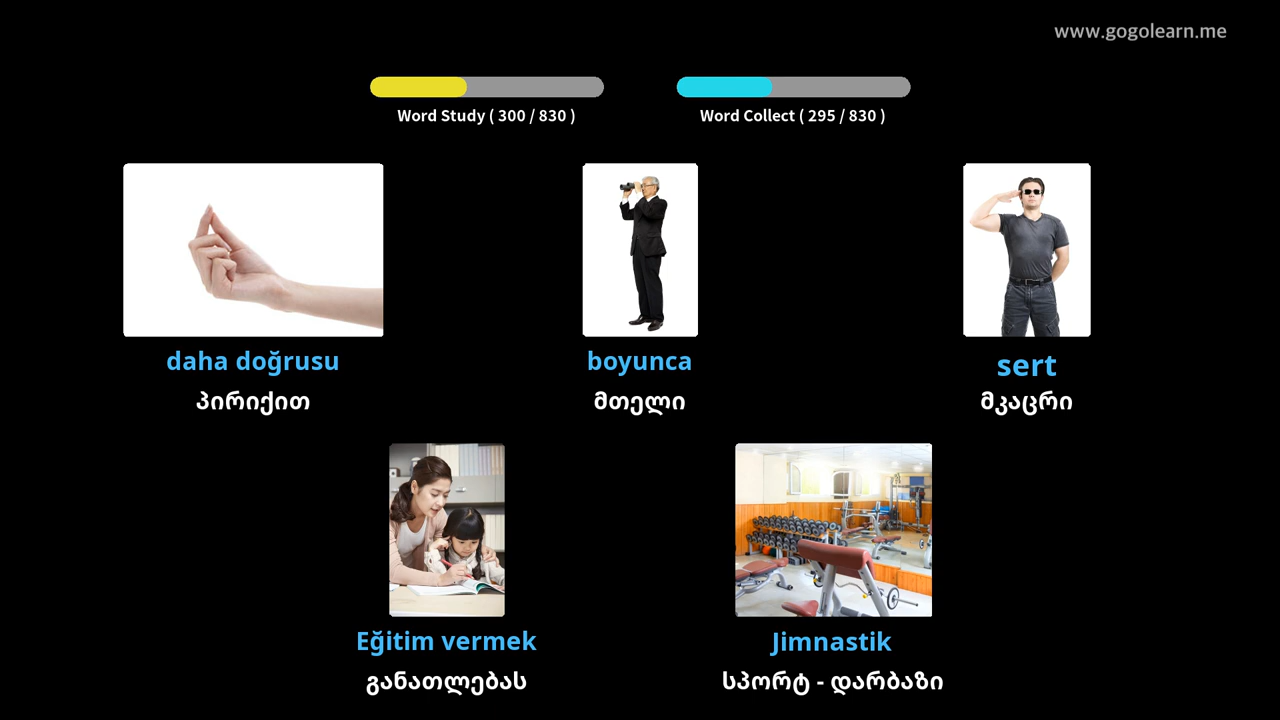 www.gogolearn.me
Word Study ( 300 / 830 )
Word Collect ( 295 / 830 )
daha doğrusu
პირიქით
boyunca
მთელი
sert
მკაცრი
Eğitim vermek
განათლებას
Jimnastik
სპორტ - დარბაზი